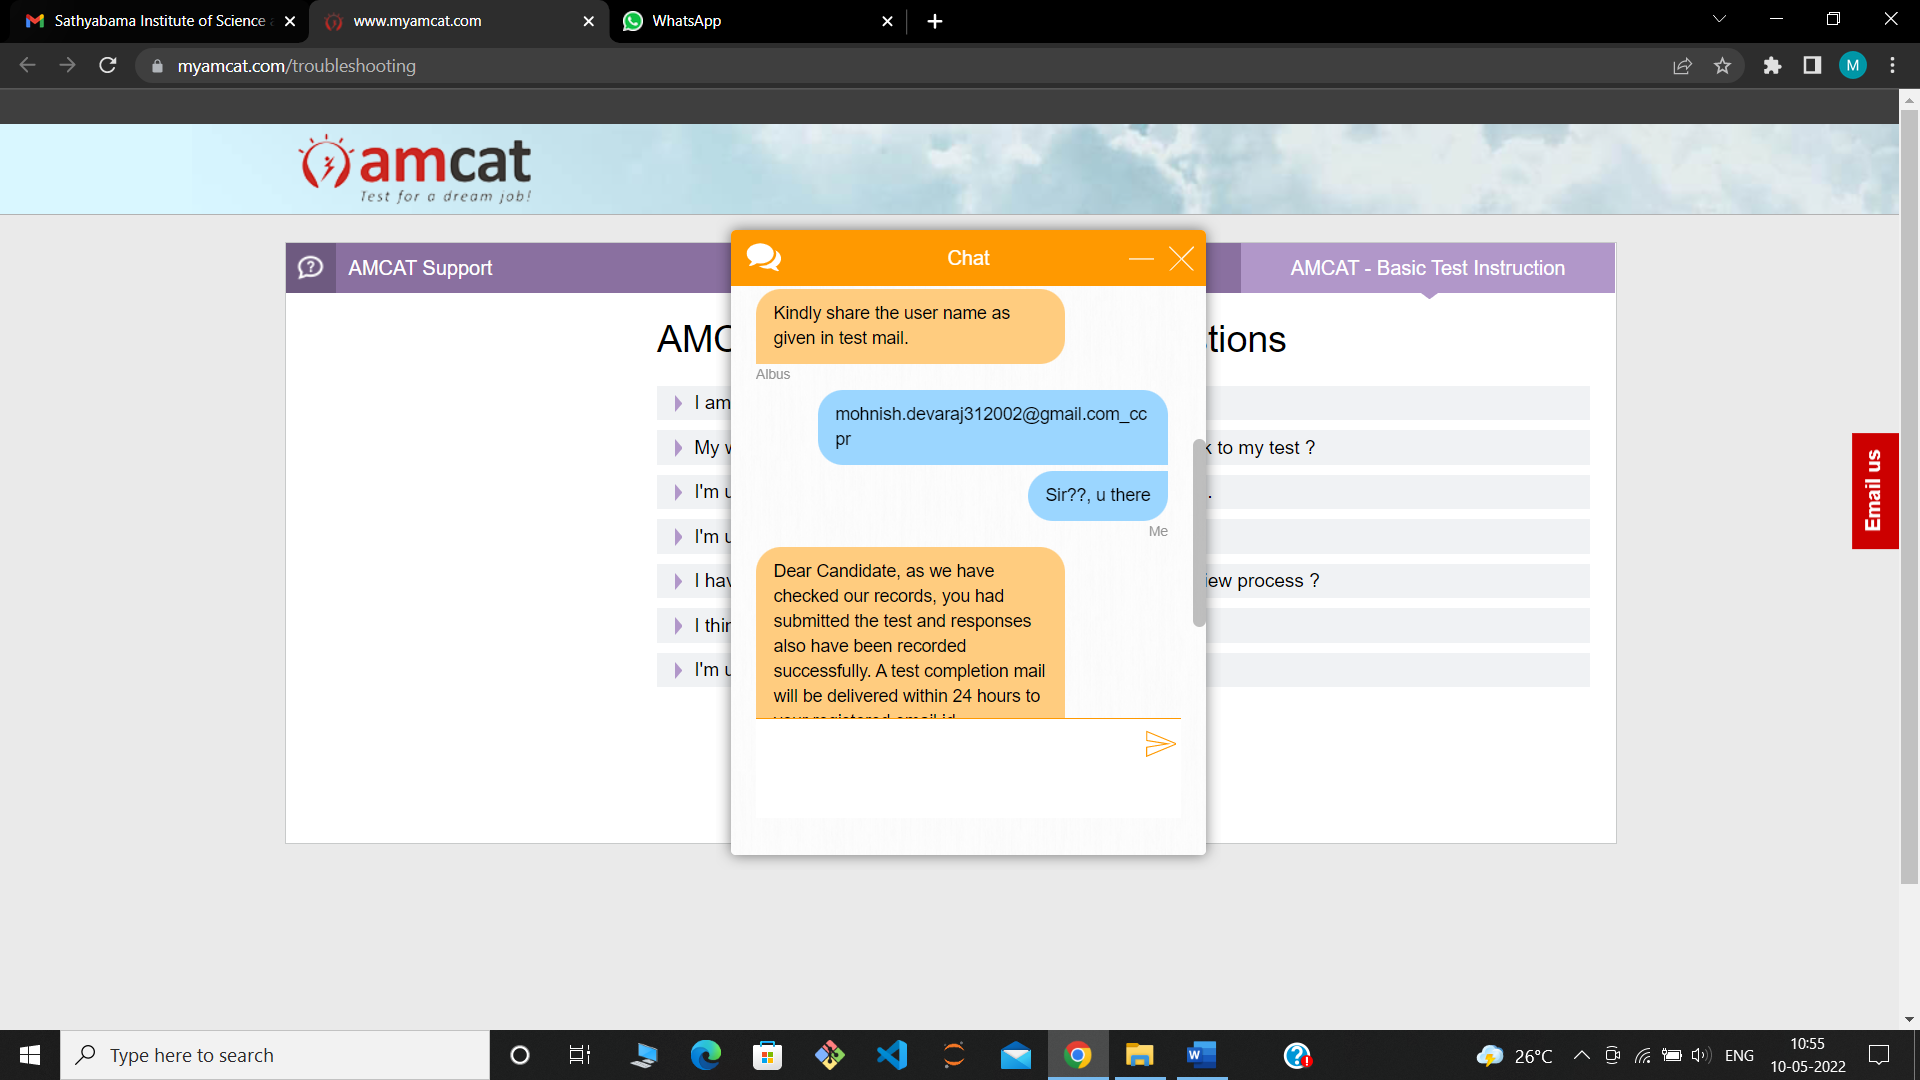 Sathyabama Institute of Science
www.myamcat.com
WhatsApp
myamcat.com/troubleshooting
M
amcat
Test for a dream job!
AMCAT Support
AMCAT - Basic Test Instruction
Chat
AMC
tions
I am
My
k to my test ?
I'm
I'm
I hav
iew process ?
I thin
I'm
Kindly share the user name as
given in test mail.
Albus
mohnish.devaraj312002@gmail.com_cc
pr
Sir??, u there
Me
Dear Candidate, as we have
checked our records, you had
submitted the test and responses
also have been recorded
successfully. A test completion mail
will be delivered within 24 hours to
your registered email id
Email us
Type here to search
26°C
ENG
10:55
10-05-2022